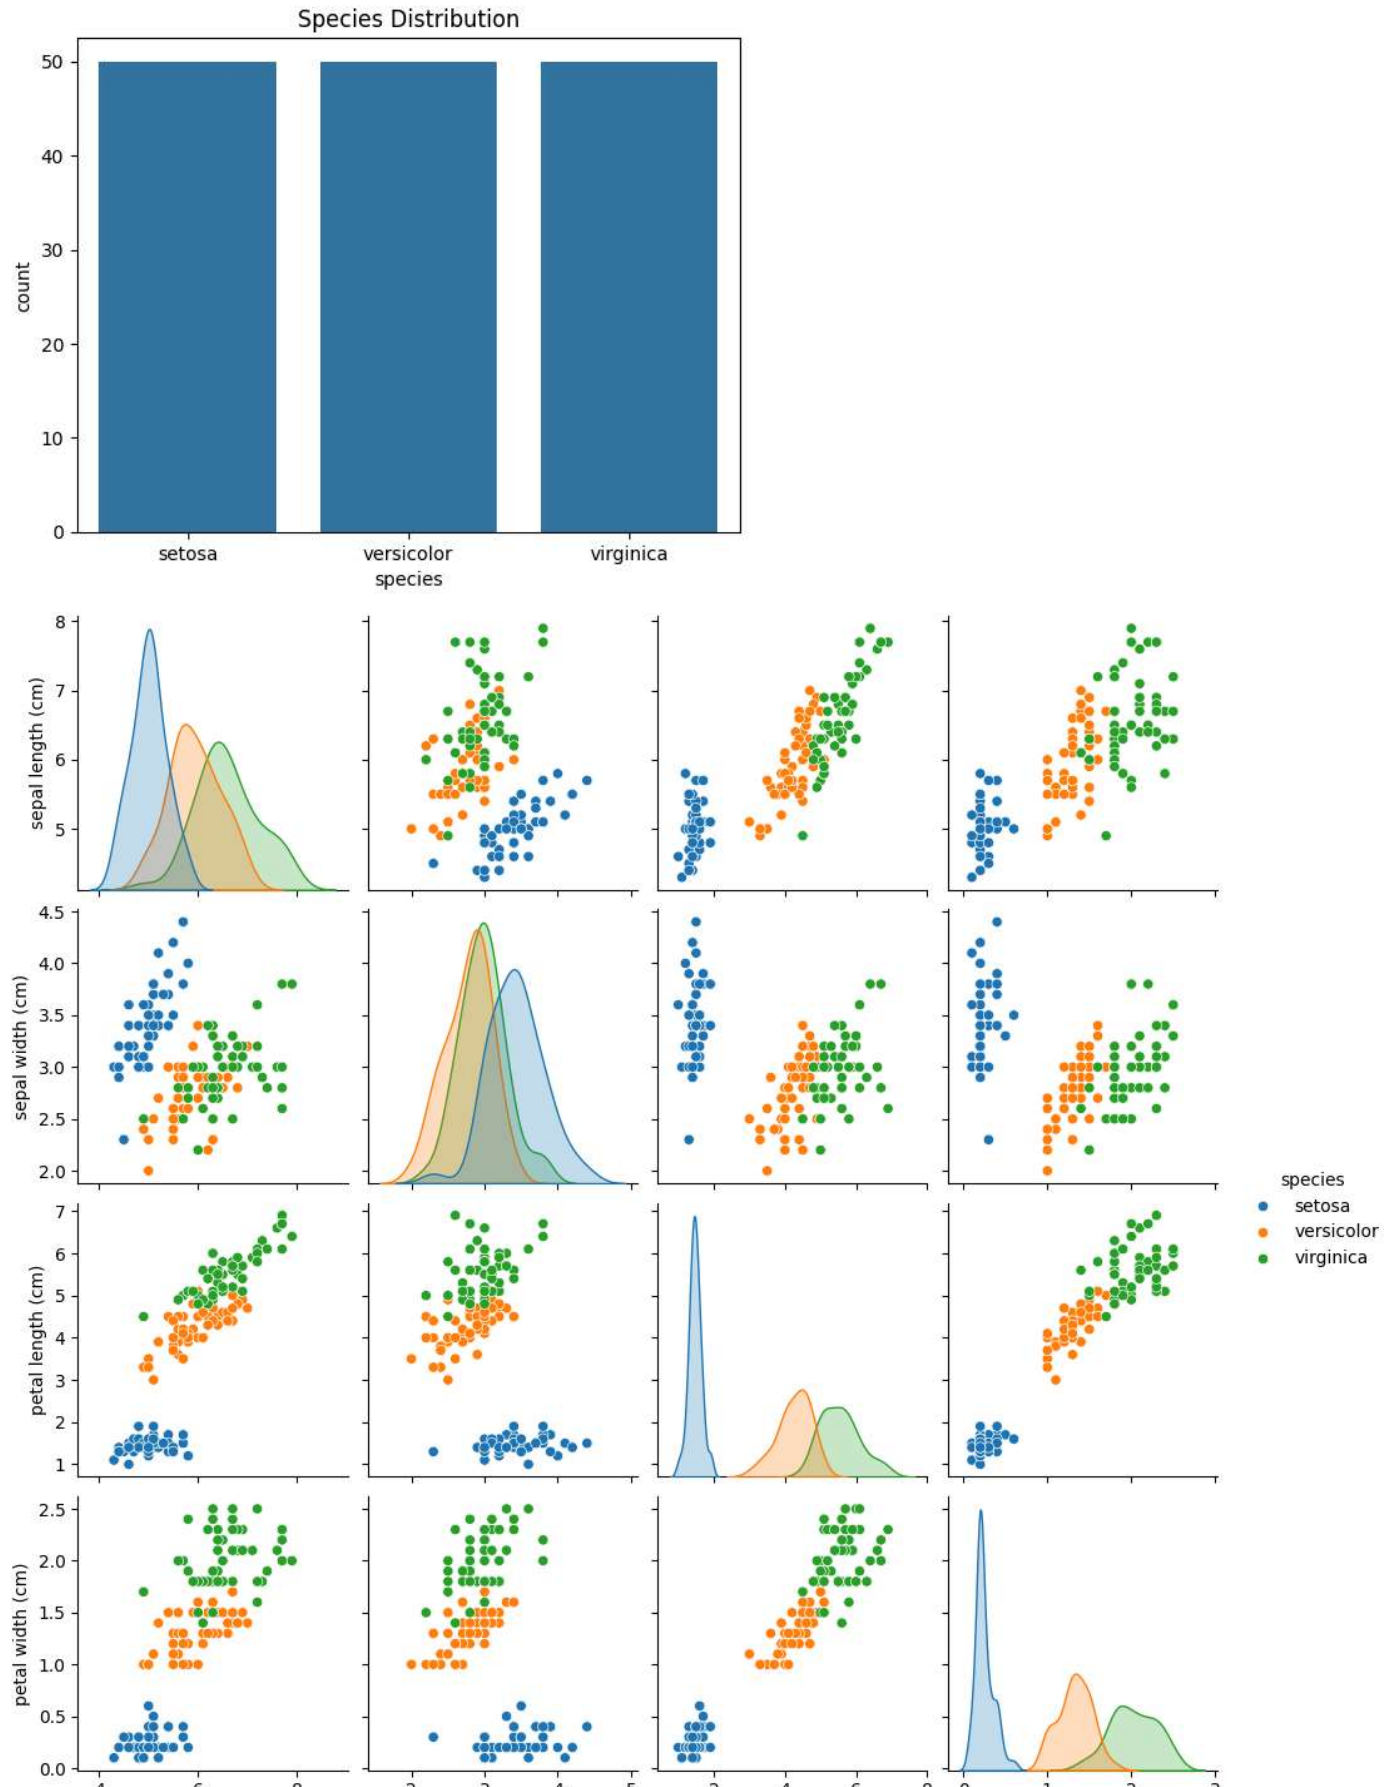 Species Distribution
50
40
30
20
10
0
count
setosa
versicolor
virginica
species
8
7
6
5
sepal length (cm)
4.5
4.0
3.5
3.0
2.5
2.0
sepal width (cm)
species
setosa
versicolor
virginica
7
6
5
4
3
2
1
petal length (cm)
2.5
2.0
1.5
1.0
0.5
0.0
petal width (cm)